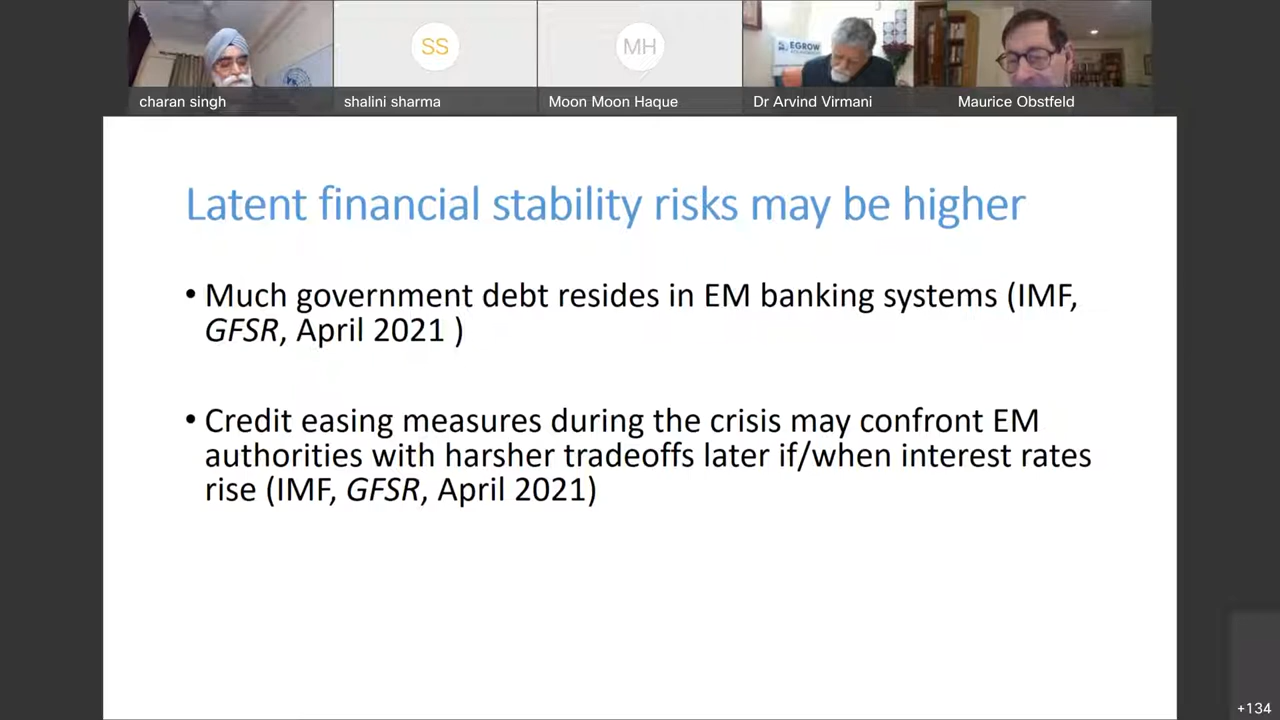 SS
MH
EGROW
charan singh
shalini sharma
Moon Moon Haque
Dr Arvind Virmani
Maurice Obstfeld
Latent financial stability risks may be higher
• Much government debt resides in EM banking systems (IMF,
GFSR, April 2021 )
• Credit easing measures during the crisis may confront EM
authorities with harsher tradeoffs later if/when interest rates
rise (IMF, GFSR, April 2021)
+134